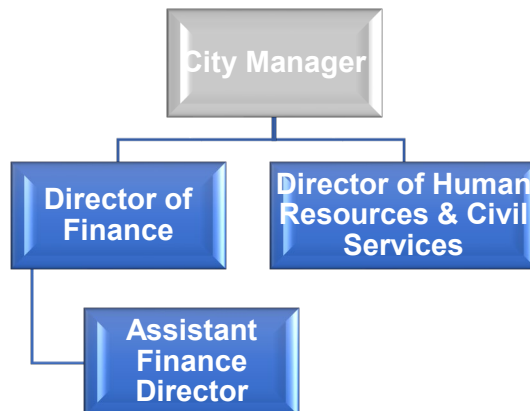 City Manager
Director of
Finance
Director of Human
Resources & Civil
Services
Assistant
Finance
Director